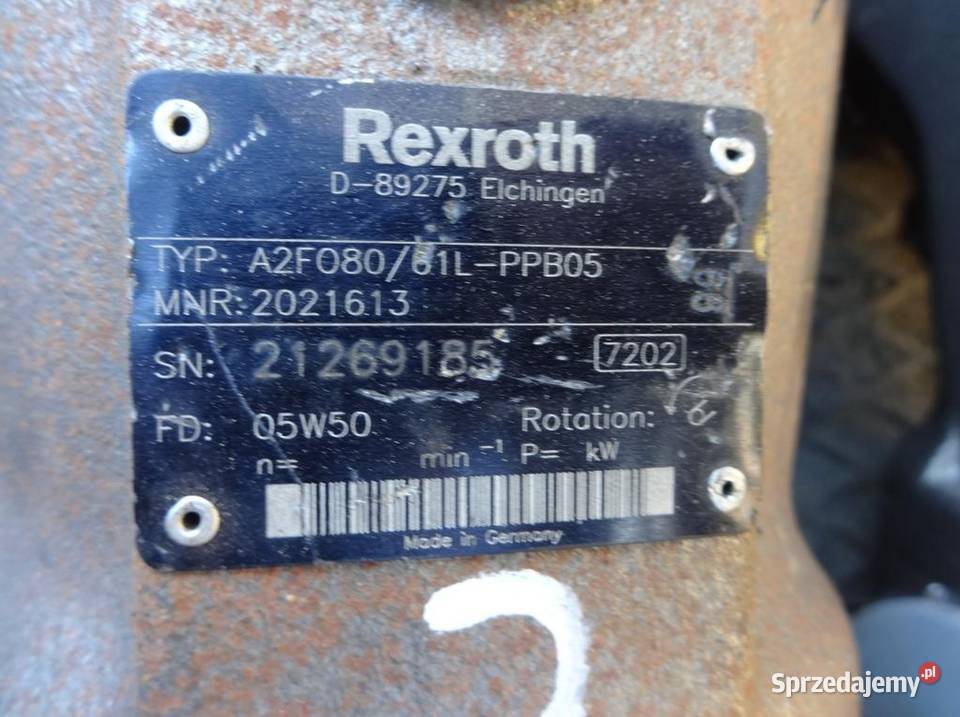 Rexroth
D-89275 Elchingen
TYP: A2FO80/61L-PPB05
MNR: 2021613
SN: 21269185 7202
FD: 05W50 Rotation:
n= min⁻¹ P= kW
Made in Germany
Sprzedajemy.pl